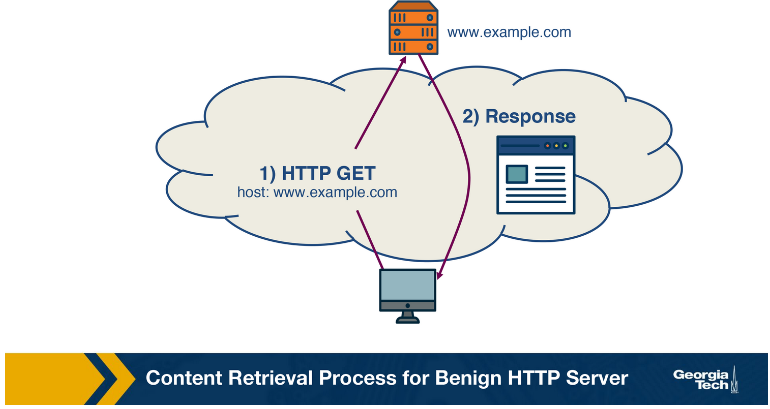 www.example.com
2) Response
1) HTTP GET
host: www.example.com
Content Retrieval Process for Benign HTTP Server
Georgia
Tech